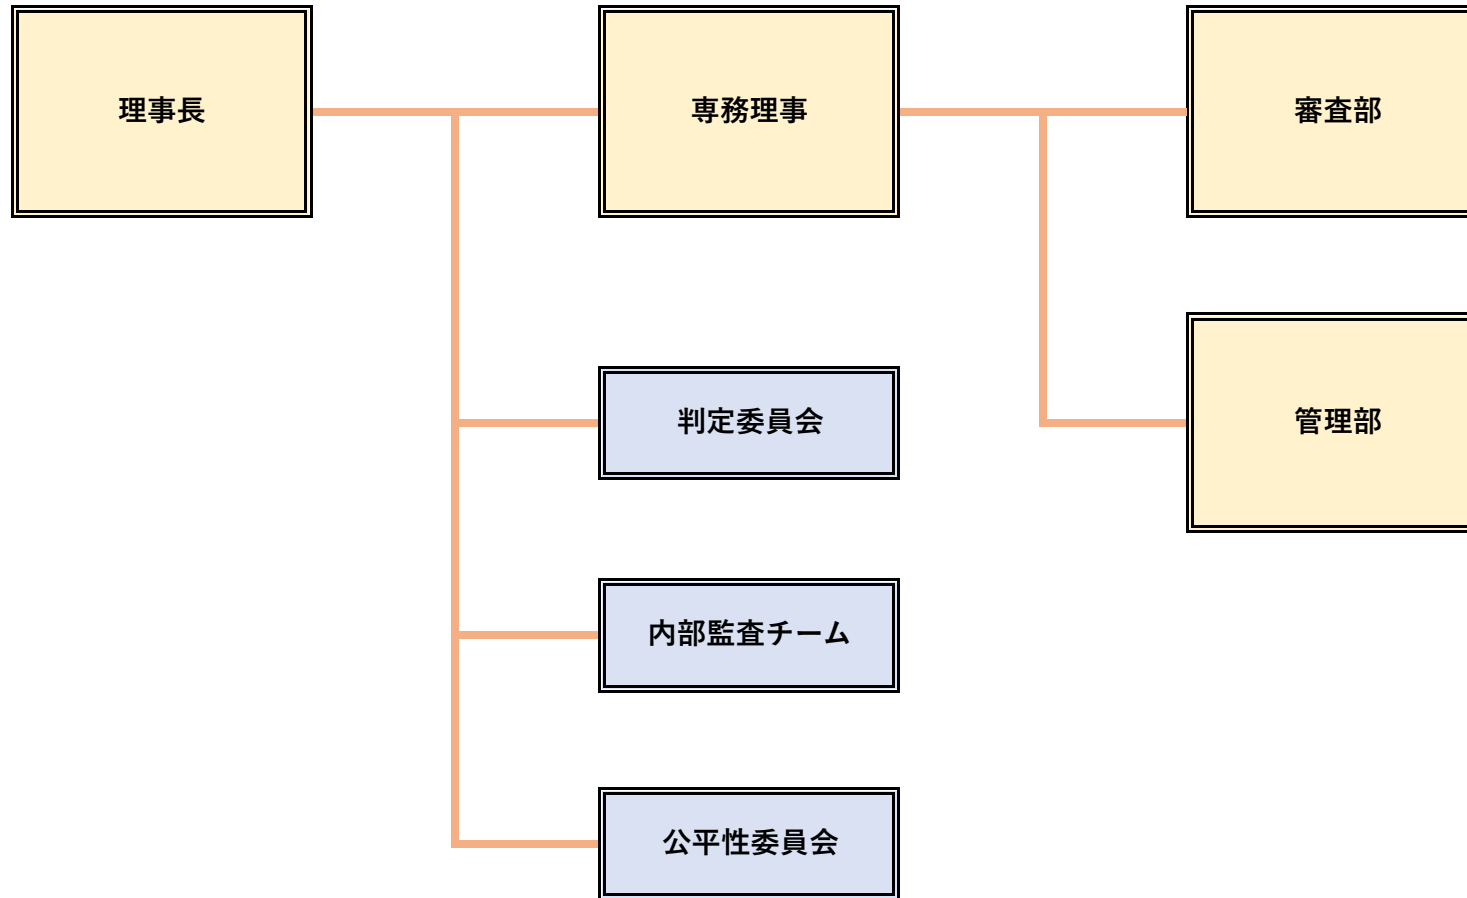 理事長
専務理事
審査部
判定委員会
管理部
内部監査チーム
公平性委員会